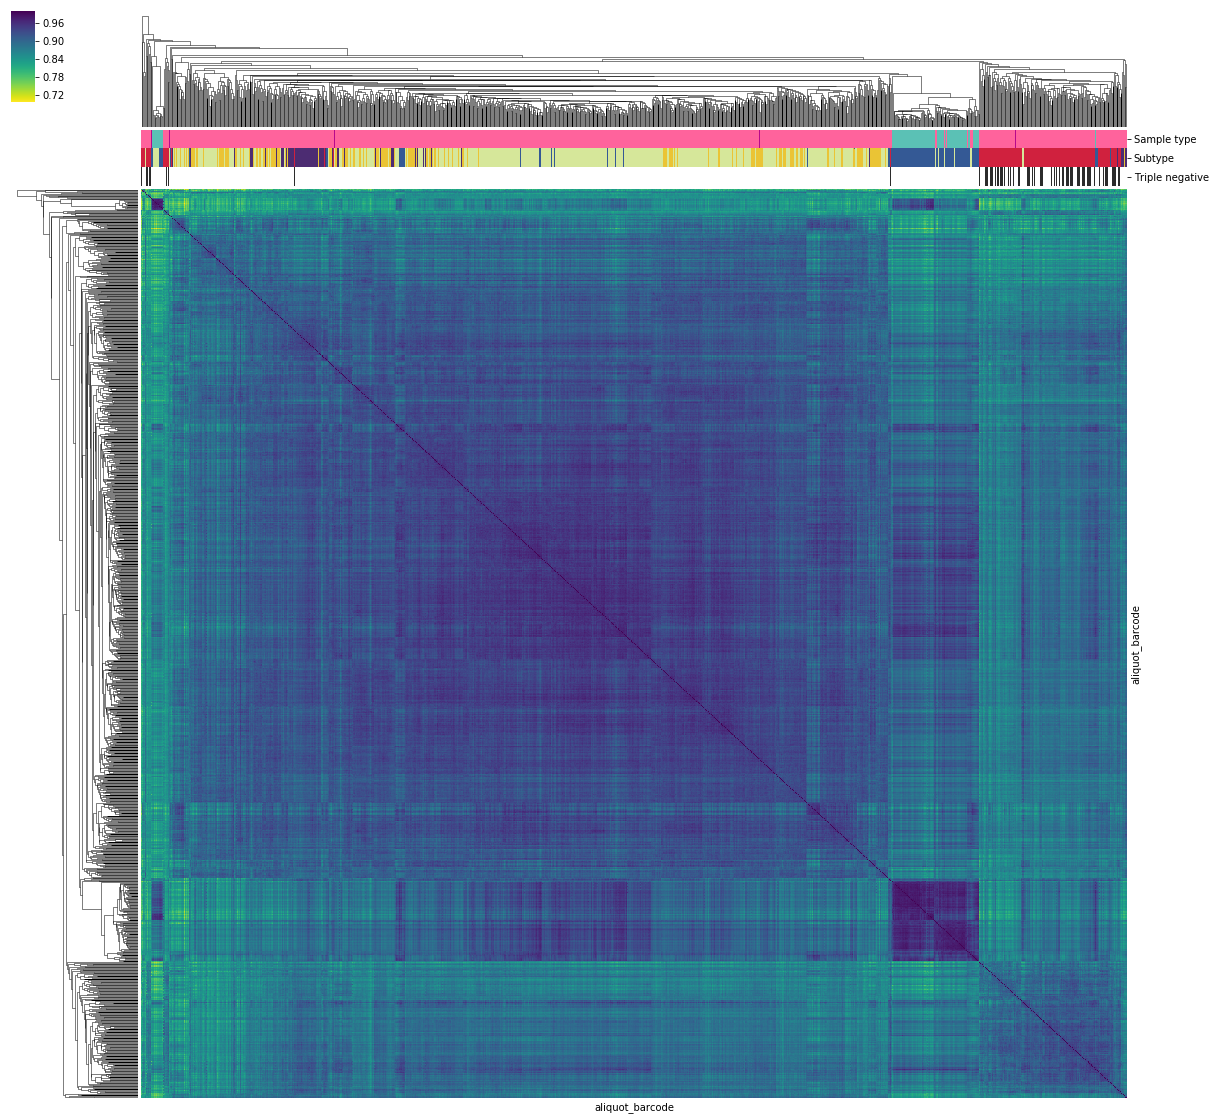 0.96
0.90
0.84
0.78
0.72
Sample type
Subtype
Triple negative
aliquot_barcode
aliquot_barcode